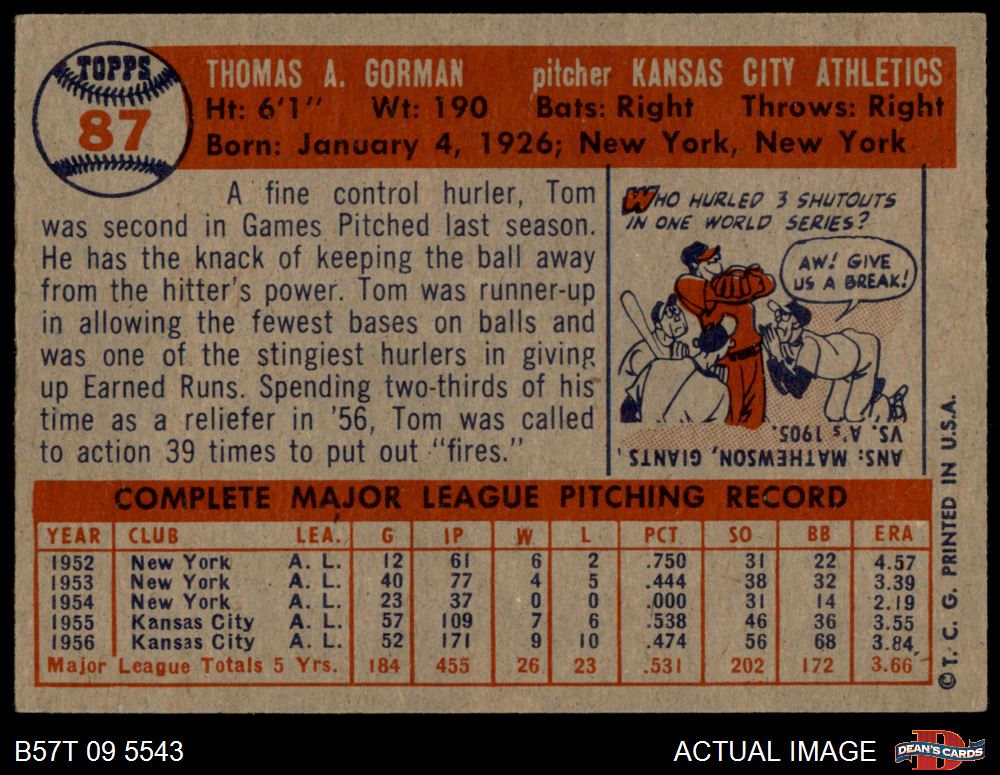 TOPPS
87
THOMAS A. GORMAN pitcher KANSAS CITY ATHLETICS
Ht: 6'1" Wt: 190 Bats: Right Throws: Right
Born: January 4, 1926; New York, New York
A fine control hurler, Tom
was second in Games Pitched last season.
He has the knack of keeping the ball away
from the hitter's power. Tom was runner-up
in allowing the fewest bases on balls and
was one of the stingiest hurlers in giving
up Earned Runs. Spending two-thirds of his
time as a reliefer in '56, Tom was called
to action 39 times to put out "fires."
WHO HURLED 3 SHUTOUTS
IN ONE WORLD SERIES?
AW! GIVE
US A BREAK!
ANS: MATHEWSON, GIANTS,
VS. A's 1905.
COMPLETE MAJOR LEAGUE PITCHING RECORD
YEAR CLUB LEA. G IP W L PCT SO BB ERA
1952 New York A. L. 12 61 6 2 .750 31 22 4.57
1953 New York A. L. 40 77 4 5 .444 38 32 3.39
1954 New York A. L. 23 37 0 0 .000 31 14 2.19
1955 Kansas City A. L. 57 109 7 6 .538 46 36 3.55
1956 Kansas City A. L. 52 171 9 10 .474 56 68 3.84
Major League Totals 5 Yrs. 184 455 26 23 .531 202 172 3.66
©T. C. G. PRINTED IN U.S.A.
B57T 09 5543
ACTUAL IMAGE
DEAN'S CARDS